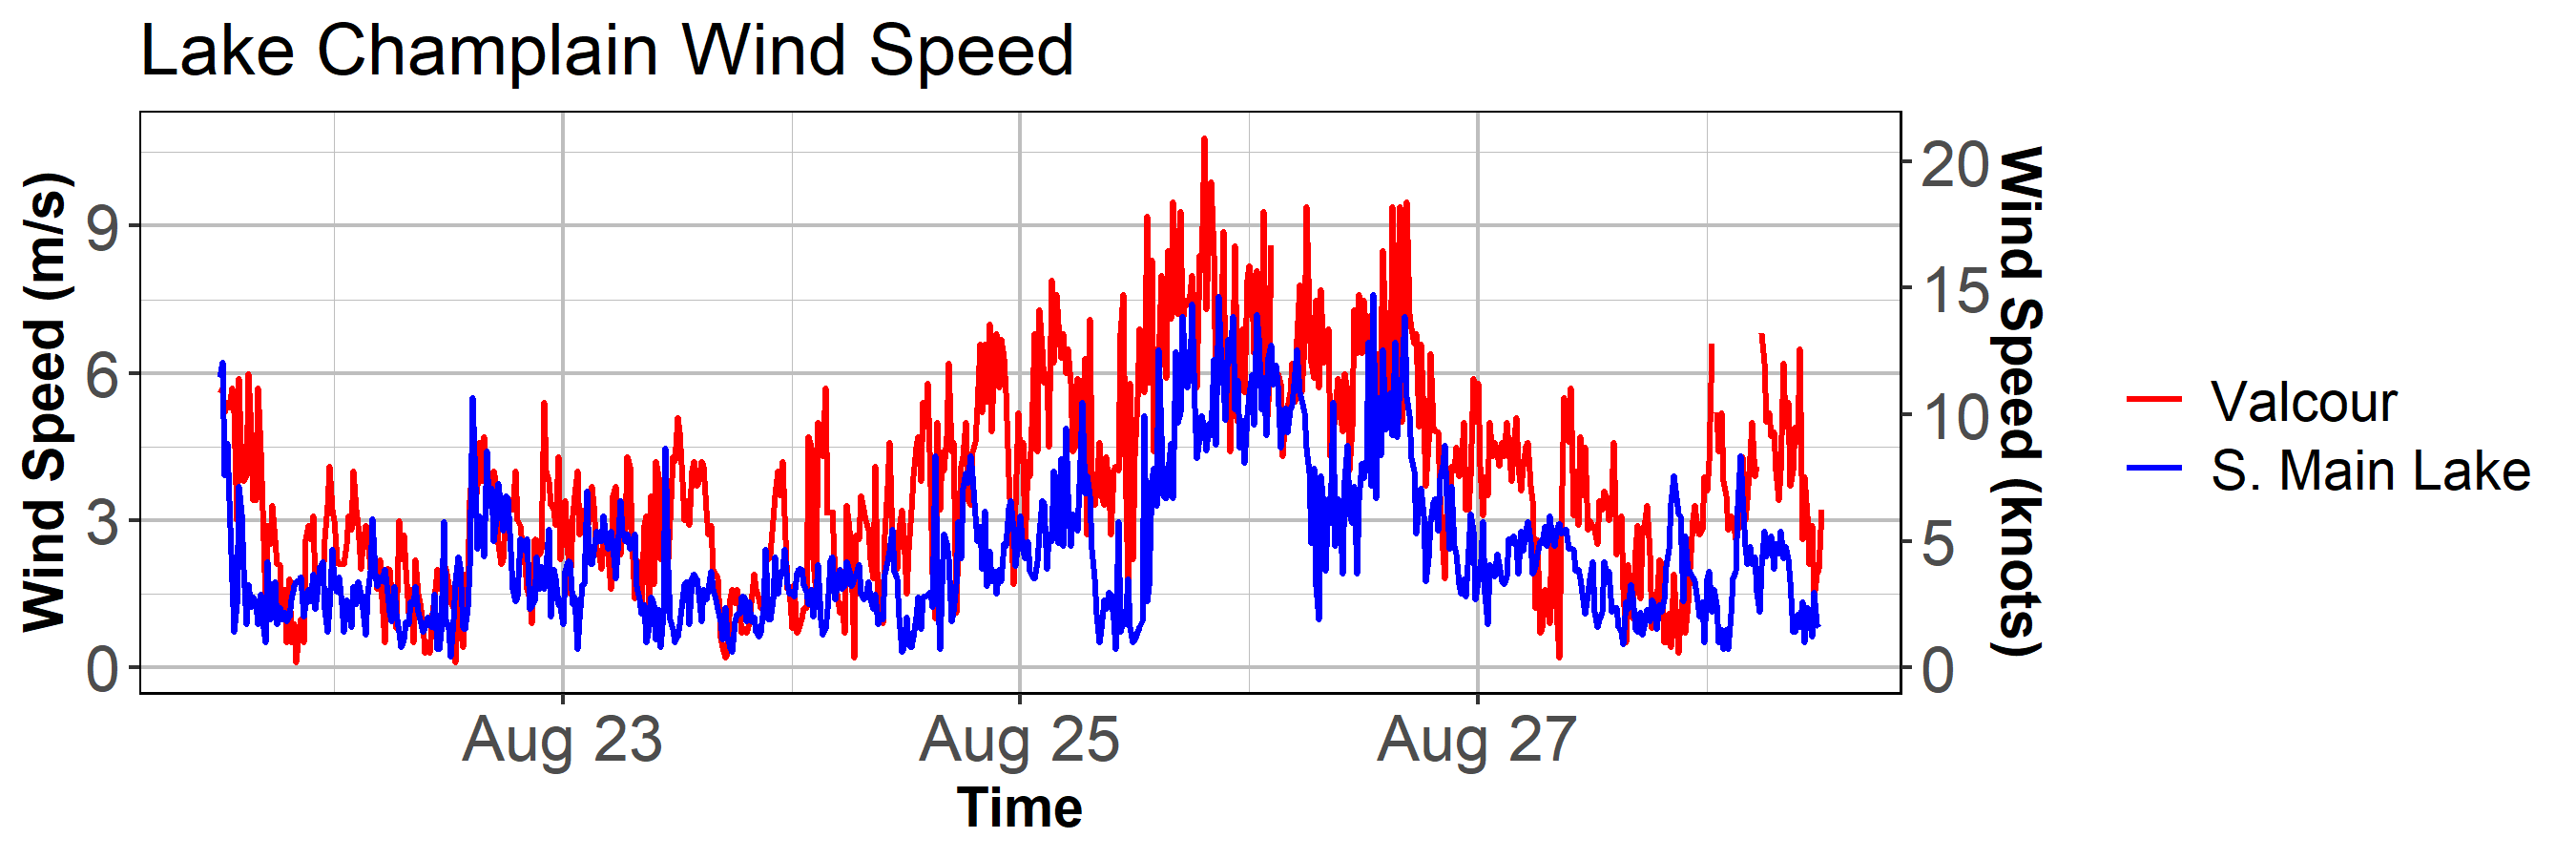 Lake Champlain Wind Speed
Wind Speed (m/s)
9
6
3
0
20
15
10
5
0
Wind Speed (knots)
Aug 23
Aug 25
Aug 27
Time
Valcour
S. Main Lake